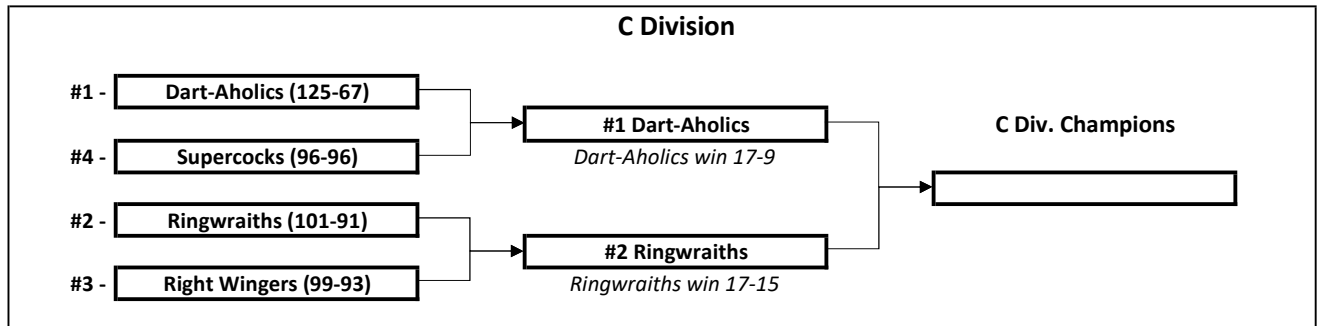 C Division
#1 - Dart-Aholics (125-67)
#4 - Supercocks (96-96)
#2 - Ringwraiths (101-91)
#3 - Right Wingers (99-93)
#1 Dart-Aholics
Dart-Aholics win 17-9
#2 Ringwraiths
Ringwraiths win 17-15
C Div. Champions